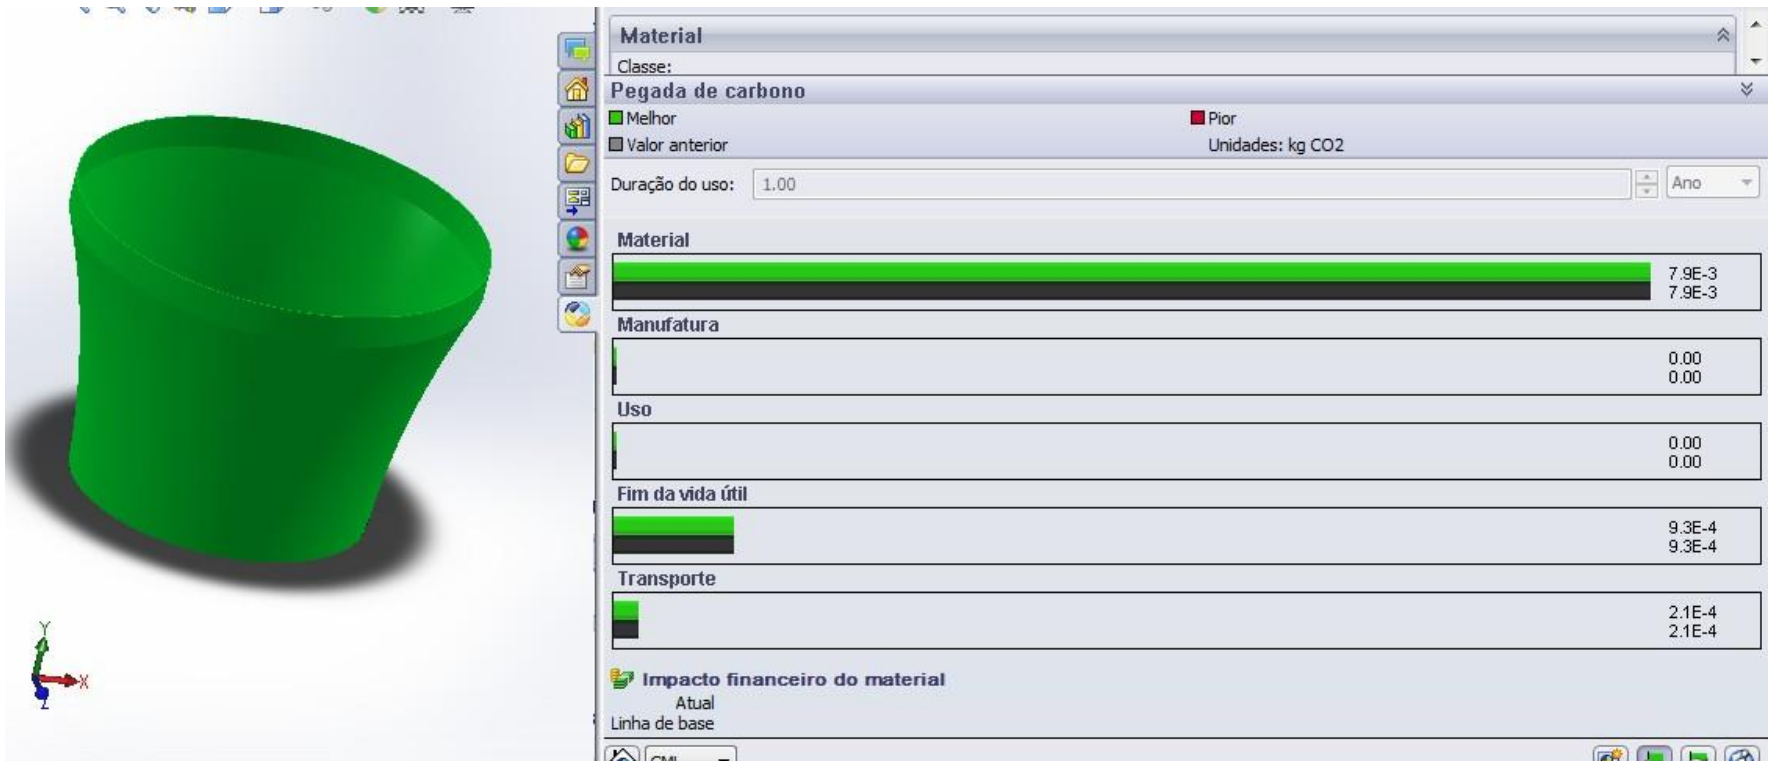 Material
Classe:
Pegada de carbono
Melhor
Pior
Valor anterior
Unidades: kg CO2
Duração do uso: 1.00 Ano
Material
7.9E-3
7.9E-3
Manufatura
0.00
0.00
Uso
0.00
0.00
Fim da vida útil
9.3E-4
9.3E-4
Transporte
2.1E-4
2.1E-4
Impacto financeiro do material
Atual
Linha de base
Y
X
Z